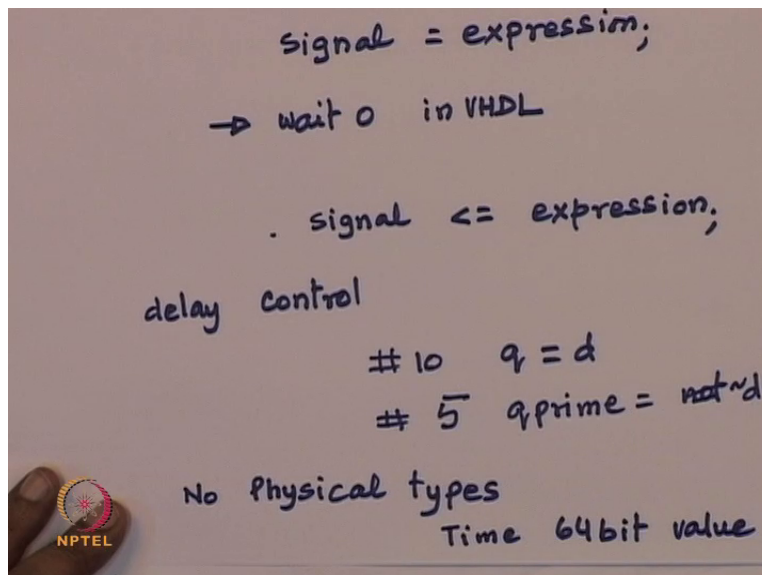 signal = expression;
→ wait 0 in VHDL
. signal <= expression;
delay control
# 10 q = d
# 5 qprime = not ~d
No Physical types
Time 64bit value
NPTEL